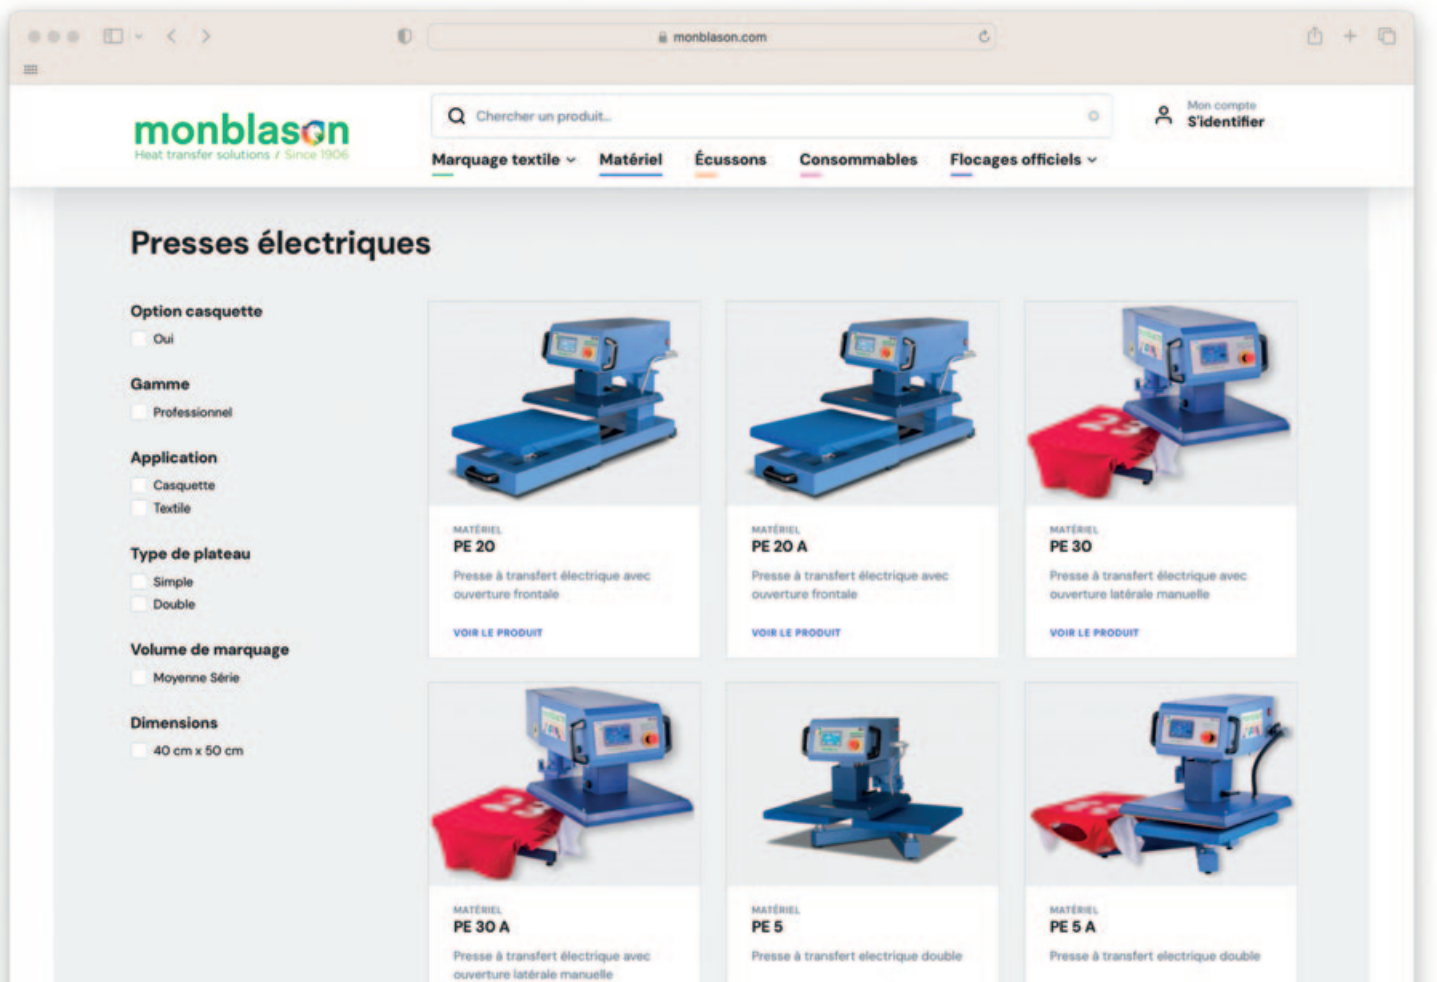 monblason.com
monblason
Heat transfer solutions / Since 1906
Chercher un produit...
Mon compte
S'identifier
Marquage textile
Matériel
Écussons
Consommables
Flocages officiels
Presses électriques
Option casquette
Oui
Gamme
Professionnel
Application
Casquette
Textile
Type de plateau
Simple
Double
Volume de marquage
Moyenne Série
Dimensions
40 cm x 50 cm
MATÉRIEL
PE 20
Presse à transfert électrique avec
ouverture frontale
VOIR LE PRODUIT
MATÉRIEL
PE 20 A
Presse à transfert électrique avec
ouverture frontale
VOIR LE PRODUIT
23
MATÉRIEL
PE 30
Presse à transfert électrique avec
ouverture latérale manuelle
VOIR LE PRODUIT
23
MATÉRIEL
PE 30 A
Presse à transfert électrique avec
ouverture latérale manuelle
MATÉRIEL
PE 5
Presse à transfert electrique double
MATÉRIEL
PE 5 A
Presse à transfert electrique double